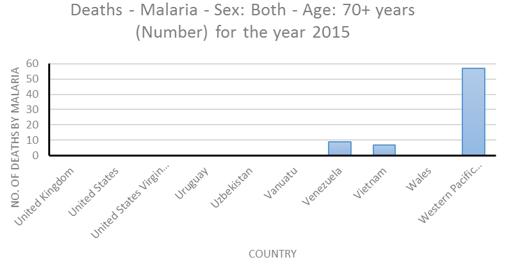 Deaths - Malaria - Sex: Both - Age: 70+ years
(Number) for the year 2015
NO. OF DEATHS BY MALARIA
60
50
40
30
20
10
0
United Kingdom
United States
United States Virgin...
Uruguay
Uzbekistan
Vanuatu
Venezuela
Vietnam
Wales
Western Pacific...
COUNTRY